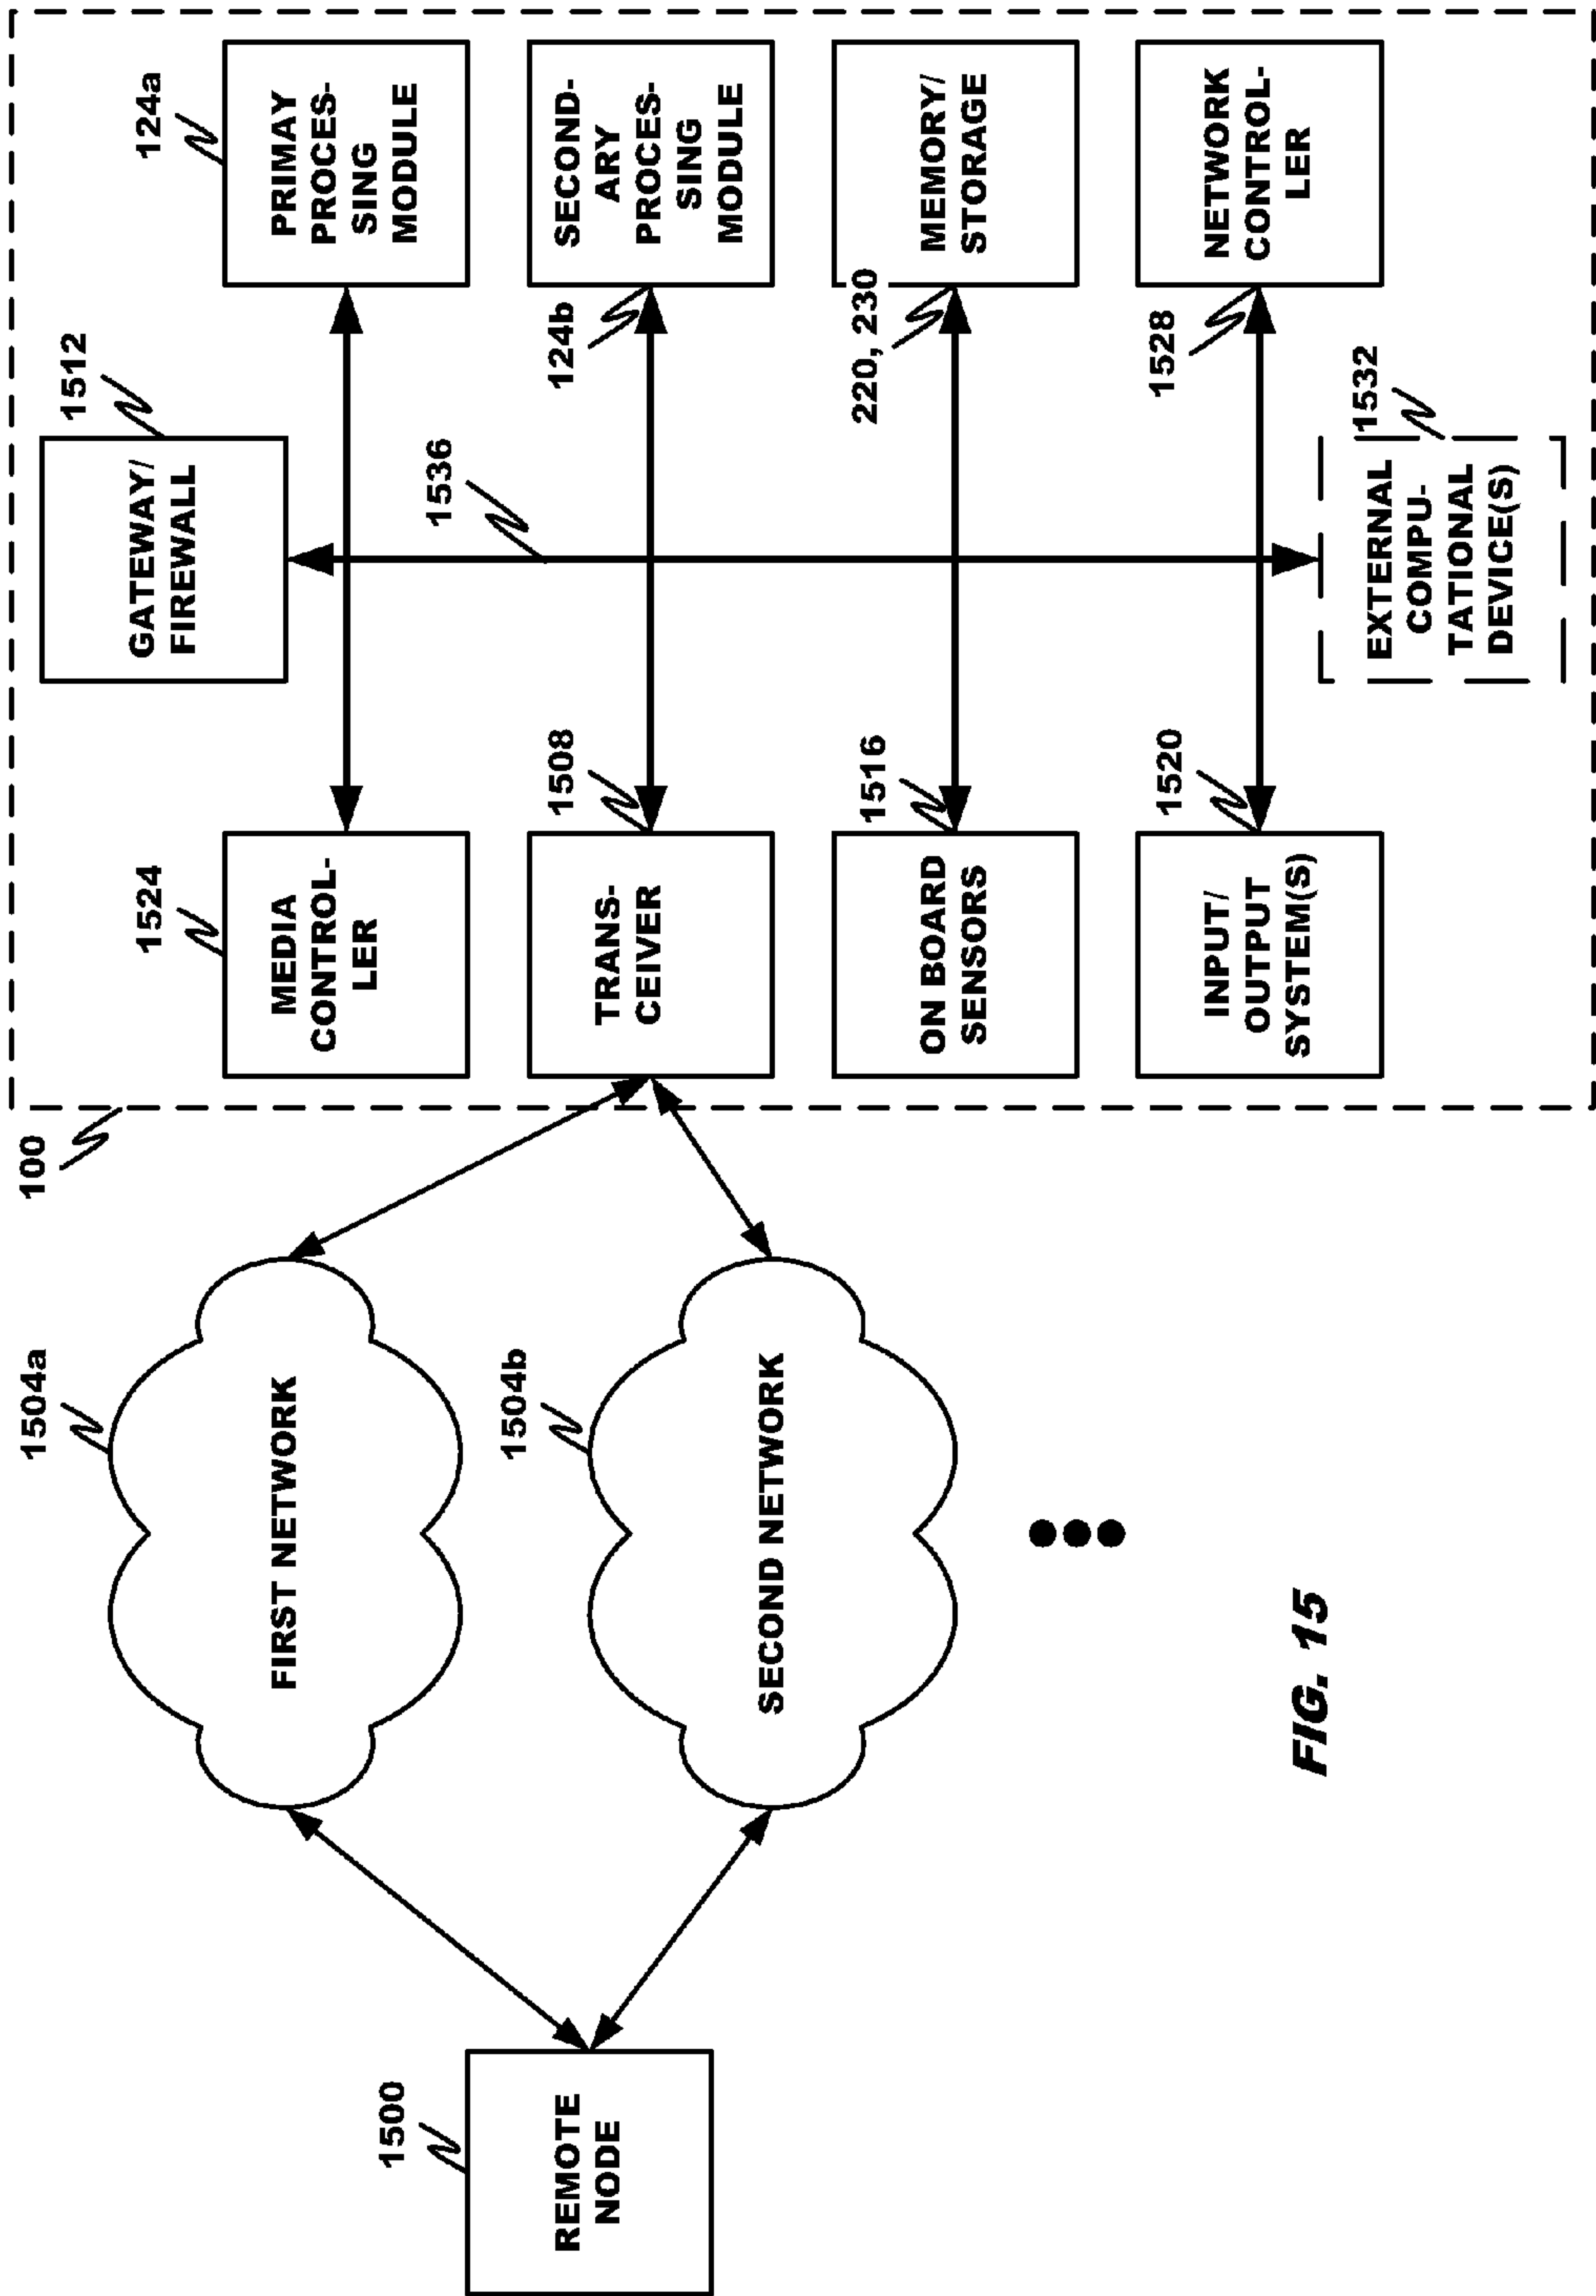 100
1512
GATEWAY/
FIREWALL
1524
MEDIA
CONTROL-
LER
124a
PRIMAY
PROCES-
SING
MODULE
1536
1504a
FIRST NETWORK
1500
REMOTE
NODE
1504b
SECOND NETWORK
1508
TRANS-
CEIVER
124b
SECOND-
ARY
PROCES-
SING
MODULE
1516
ON BOARD
SENSORS
220, 230
MEMORY/
STORAGE
1520
INPUT/
OUTPUT
SYSTEM(S)
1528
NETWORK
CONTROL-
LER
1532
EXTERNAL
COMPU-
TATIONAL
DEVICE(S)
FIG. 15